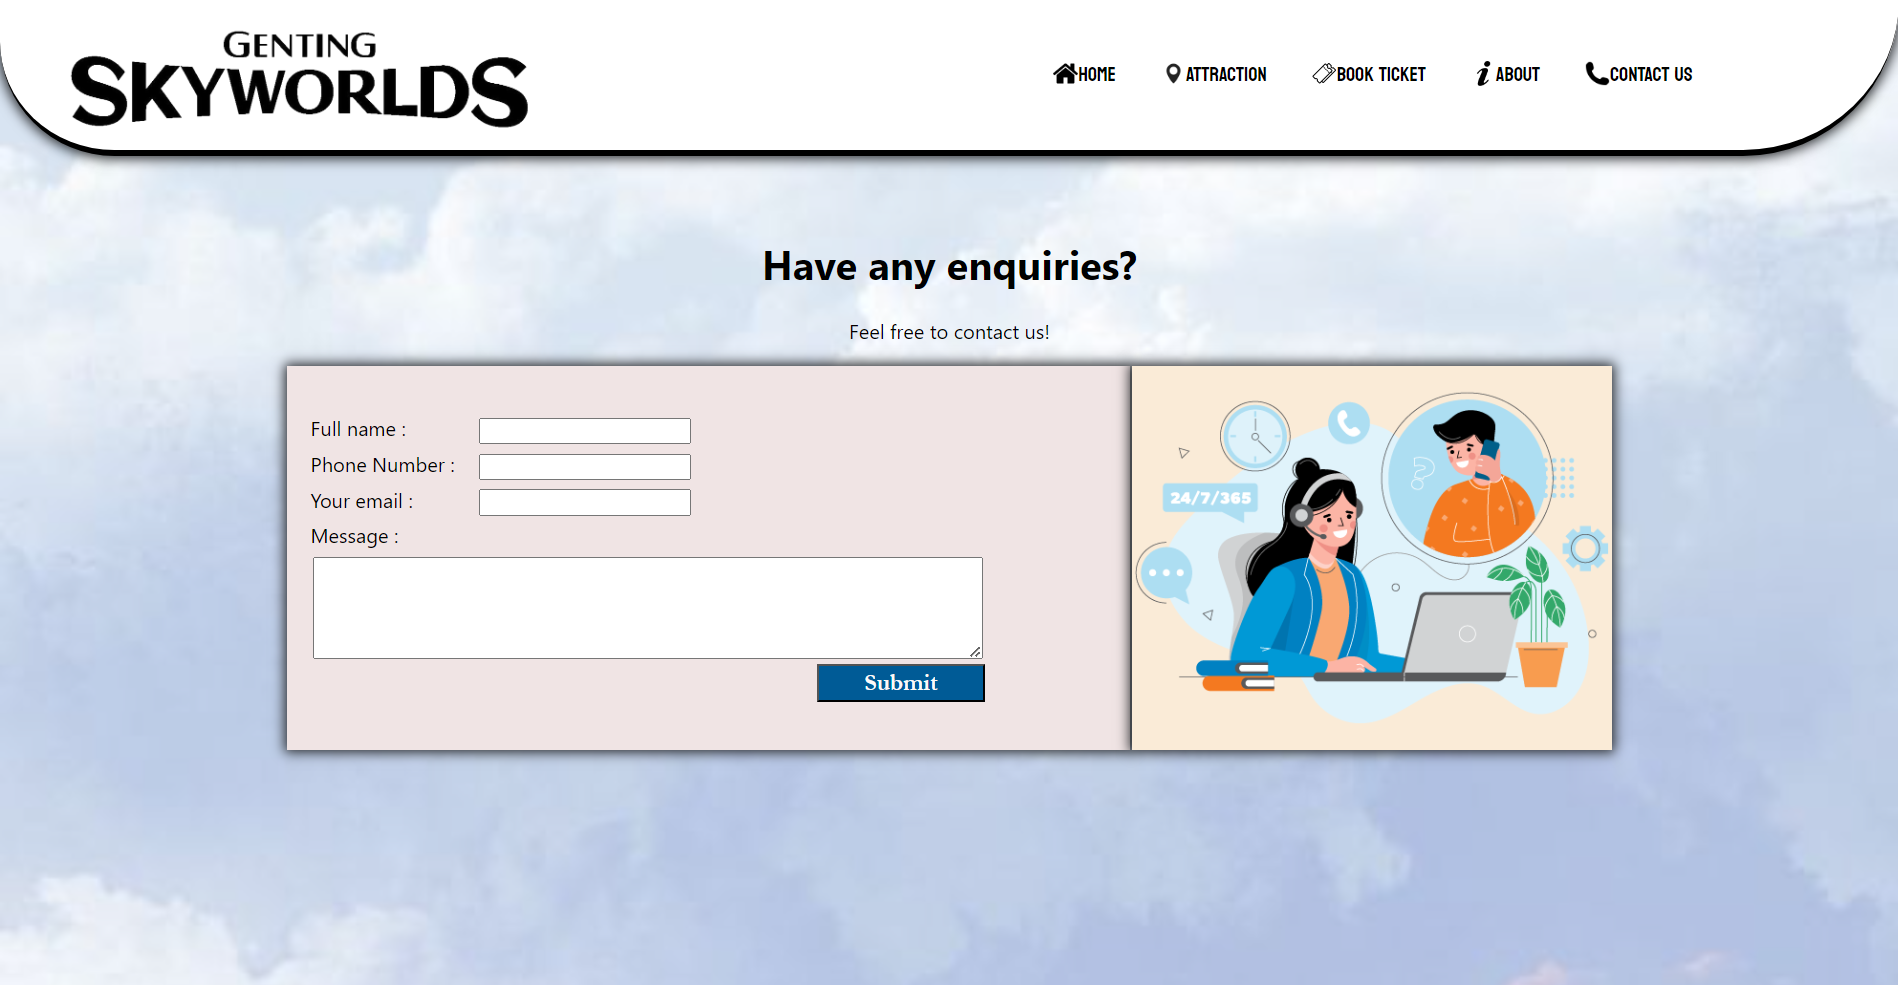 GENTING
SKYWORLDS
HOME
ATTRACTION
BOOK TICKET
ABOUT
CONTACT US
Have any enquiries?
Feel free to contact us!
Full name :
Phone Number :
Your email :
Message :
Submit
24/7/365
?